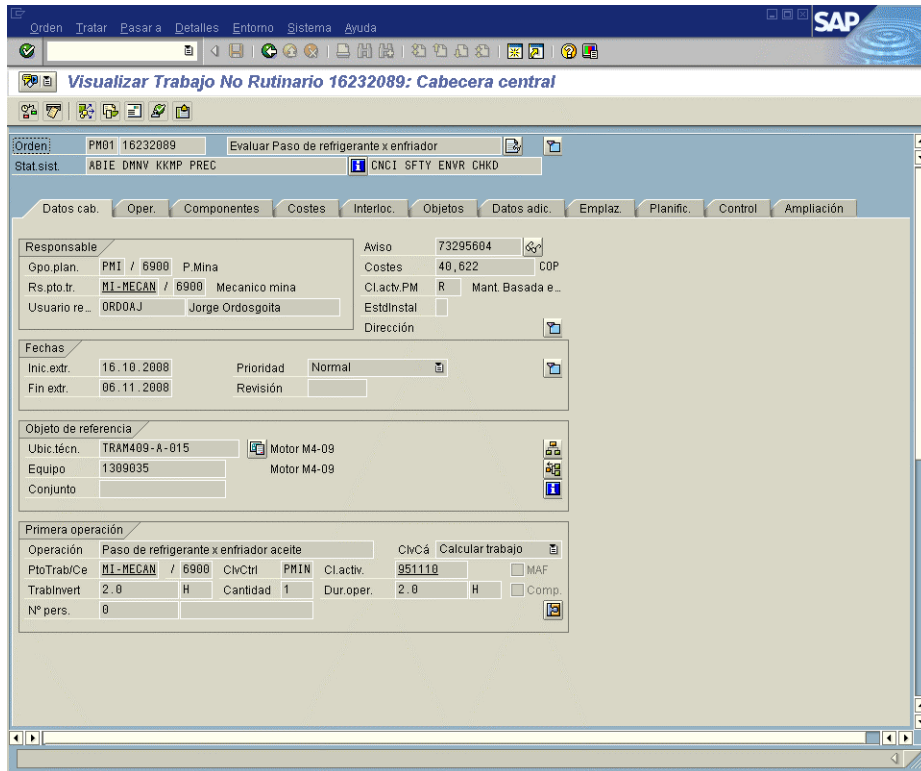 Orden Tratar Pasar a Detalles Entorno Sistema Ayuda
SAP
Visualizar Trabajo No Rutinario 16232089: Cabecera central
Orden PM01 16232089 Evaluar Paso de refrigerante x enfriador
Stat.sist. ABIE DMNV KKMP PREC CNCI SFTY ENVR CHKD
Datos cab. Oper. Componentes Costes Interloc. Objetos Datos adic. Emplaz. Planific. Control Ampliación
Responsable Aviso 73295604
Gpo.plan. PMI / 6900 P.Mina Costes 40,622 COP
Rs.pto.tr. MI-MECAN / 6900 Mecanico mina Cl.actv.PM R Mant. Basada e...
Usuario re... ORDOAJ Jorge Ordosgoita EstdInstal
Dirección
Fechas
Inic.extr. 16.10.2008 Prioridad Normal
Fin extr. 06.11.2008 Revisión
Objeto de referencia
Ubic.técn. TRAM409-A-015 Motor M4-09
Equipo 1309035 Motor M4-09
Conjunto
Primera operación
Operación Paso de refrigerante x enfriador aceite ClvCá Calcular trabajo
PtoTrab/Ce MI-MECAN / 6900 ClvCtrl PMIN Cl.activ. 951110 MAF
TrabInvert 2.0 H Cantidad 1 Dur.oper. 2.0 H Comp.
Nº pers. 0